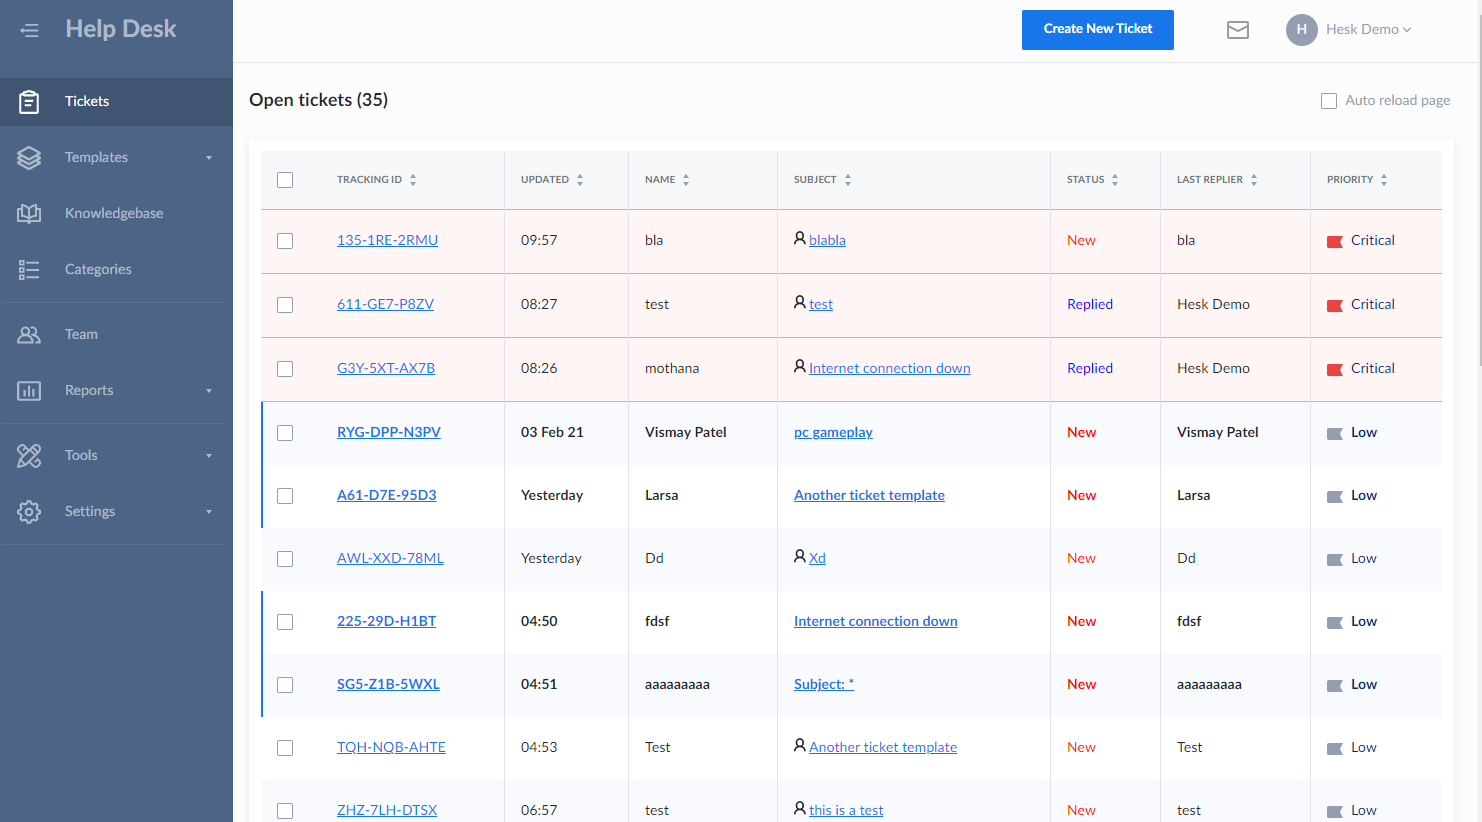 Help Desk
Create New Ticket
H
Hesk Demo
Tickets
Templates
Knowledgebase
Categories
Team
Reports
Tools
Settings
Open tickets (35)
Auto reload page
TRACKING ID UPDATED NAME SUBJECT STATUS LAST REPLIER PRIORITY
135-1RE-2RMU 09:57 bla blabla New bla Critical
611-GE7-P8ZV 08:27 test test Replied Hesk Demo Critical
G3Y-5XT-AX7B 08:26 mothana Internet connection down Replied Hesk Demo Critical
RYG-DPP-N3PV 03 Feb 21 Vismay Patel pc gameplay New Vismay Patel Low
A61-D7E-95D3 Yesterday Larsa Another ticket template New Larsa Low
AWL-XXD-78ML Yesterday Dd Xd New Dd Low
225-29D-H1BT 04:50 fdsf Internet connection down New fdsf Low
SG5-Z1B-5WXL 04:51 aaaaaaaaa Subject: * New aaaaaaaaa Low
TQH-NQB-AHTE 04:53 Test Another ticket template New Test Low
ZHZ-7LH-DTSX 06:57 test this is a test New test Low